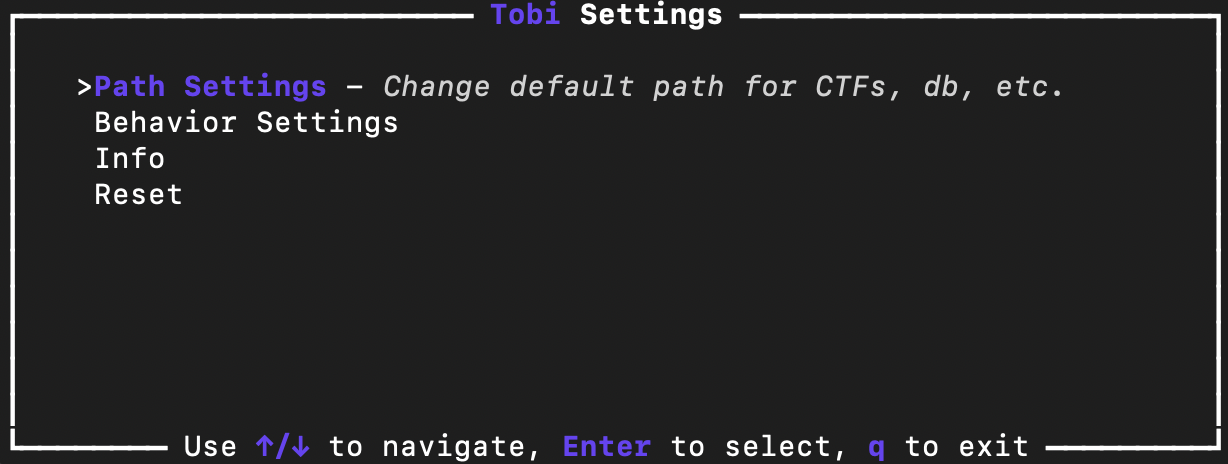 Tobi Settings
>Path Settings – Change default path for CTFs, db, etc.
Behavior Settings
Info
Reset
Use ↑/↓ to navigate, Enter to select, q to exit